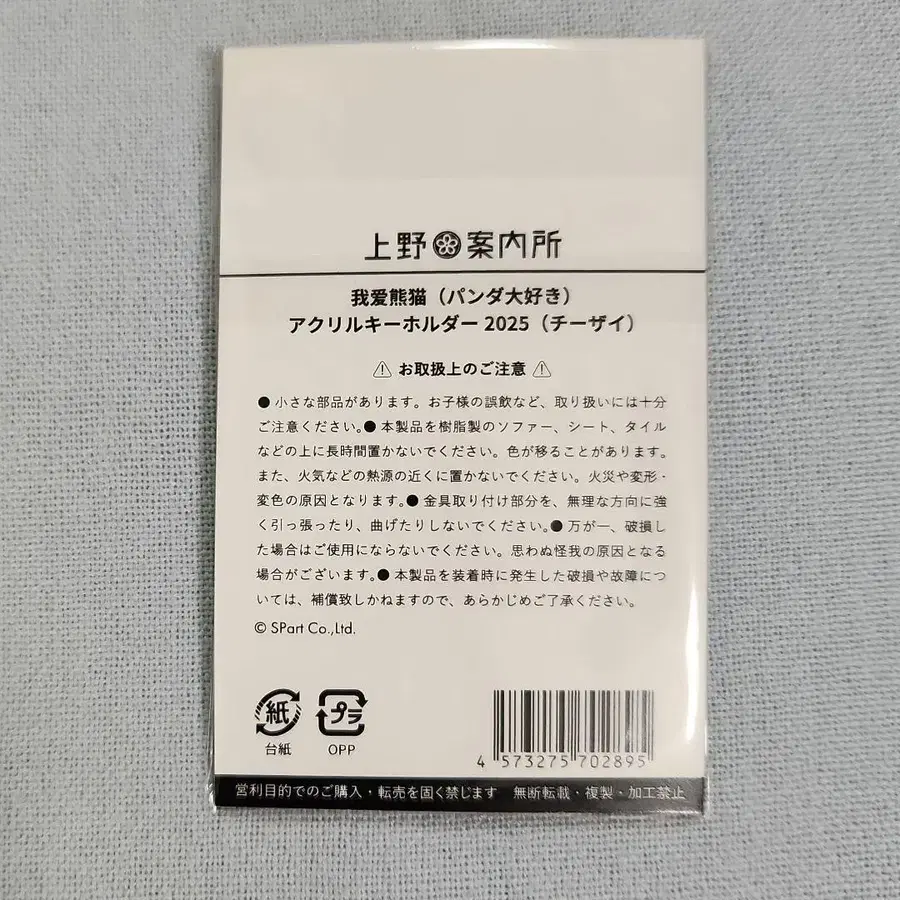 上野案内所
我爱熊猫（パンダ大好き）
アクリルキーホルダー 2025（チーザイ）
お取扱上のご注意
● 小さな部品があります。お子様の誤飲など、取り扱いには十分
ご注意ください。● 本製品を樹脂製のソファー、シート、タイル
などの上に長時間置かないでください。色が移ることがあります。
また、火気などの熱源の近くに置かないでください。火災や変形・
変色の原因となります。● 金具取り付け部分を、無理な方向に強
く引っ張ったり、曲げたりしないでください。● 万が一、破損し
た場合はご使用にならないでください。思わぬ怪我の原因となる
場合がございます。● 本製品を装着時に発生した破損や故障につ
いては、補償致しかねますので、あらかじめご了承ください。
© SPart Co.,Ltd.
紙 プラ
台紙 OPP
4 573275 702895
営利目的でのご購入・転売を固く禁じます 無断転載・複製・加工禁止